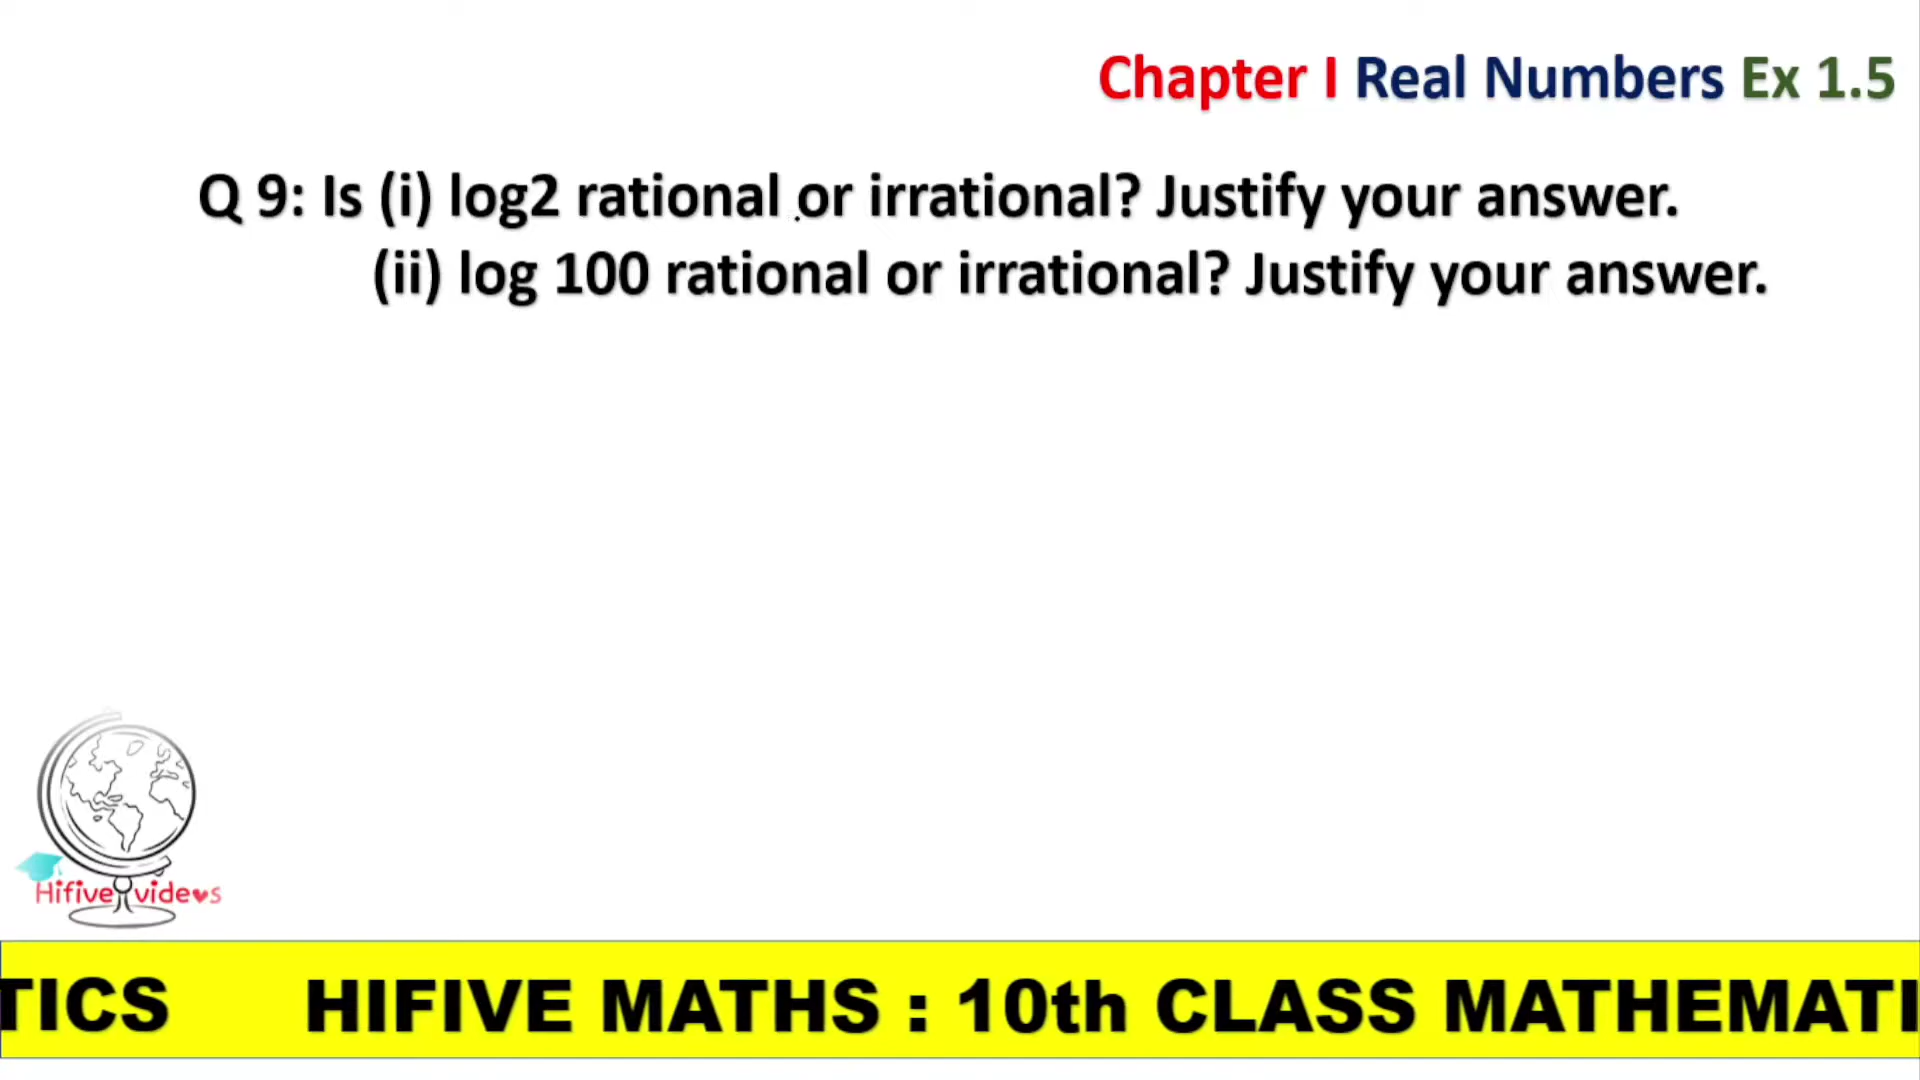 Chapter I Real Numbers Ex 1.5
Q 9: Is (i) log2 rational or irrational? Justify your answer.
(ii) log 100 rational or irrational? Justify your answer.
Hifive videos
TICS HIFIVE MATHS : 10th CLASS MATHEMATI